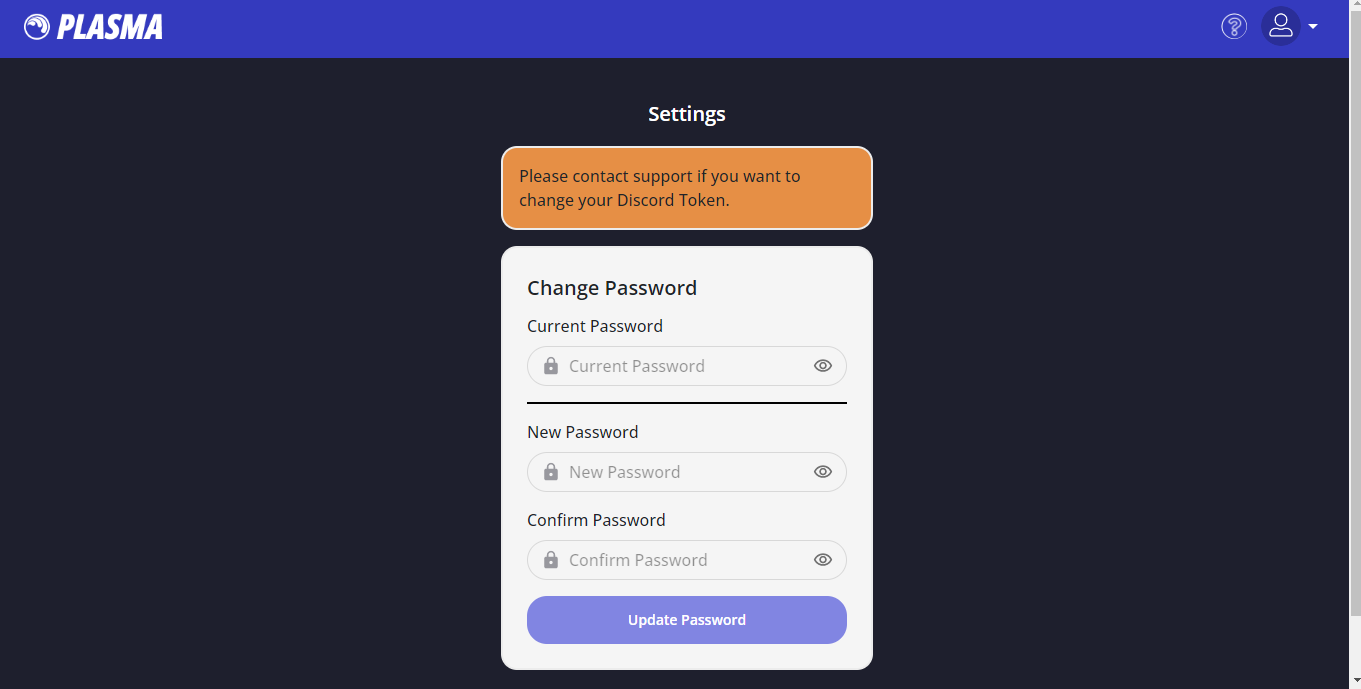 PLASMA
Settings
Please contact support if you want to
change your Discord Token.
Change Password
Current Password
Current Password
New Password
New Password
Confirm Password
Confirm Password
Update Password